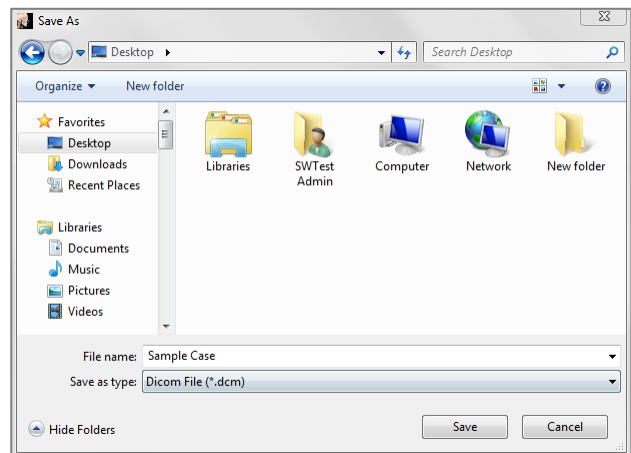 Save As
Desktop
Search Desktop
Organize
New folder
Favorites
Desktop
Downloads
Recent Places
Libraries
Documents
Music
Pictures
Videos
Libraries
SWTest
Admin
Computer
Network
New folder
File name: Sample Case
Save as type: Dicom File (*.dcm)
Hide Folders
Save
Cancel